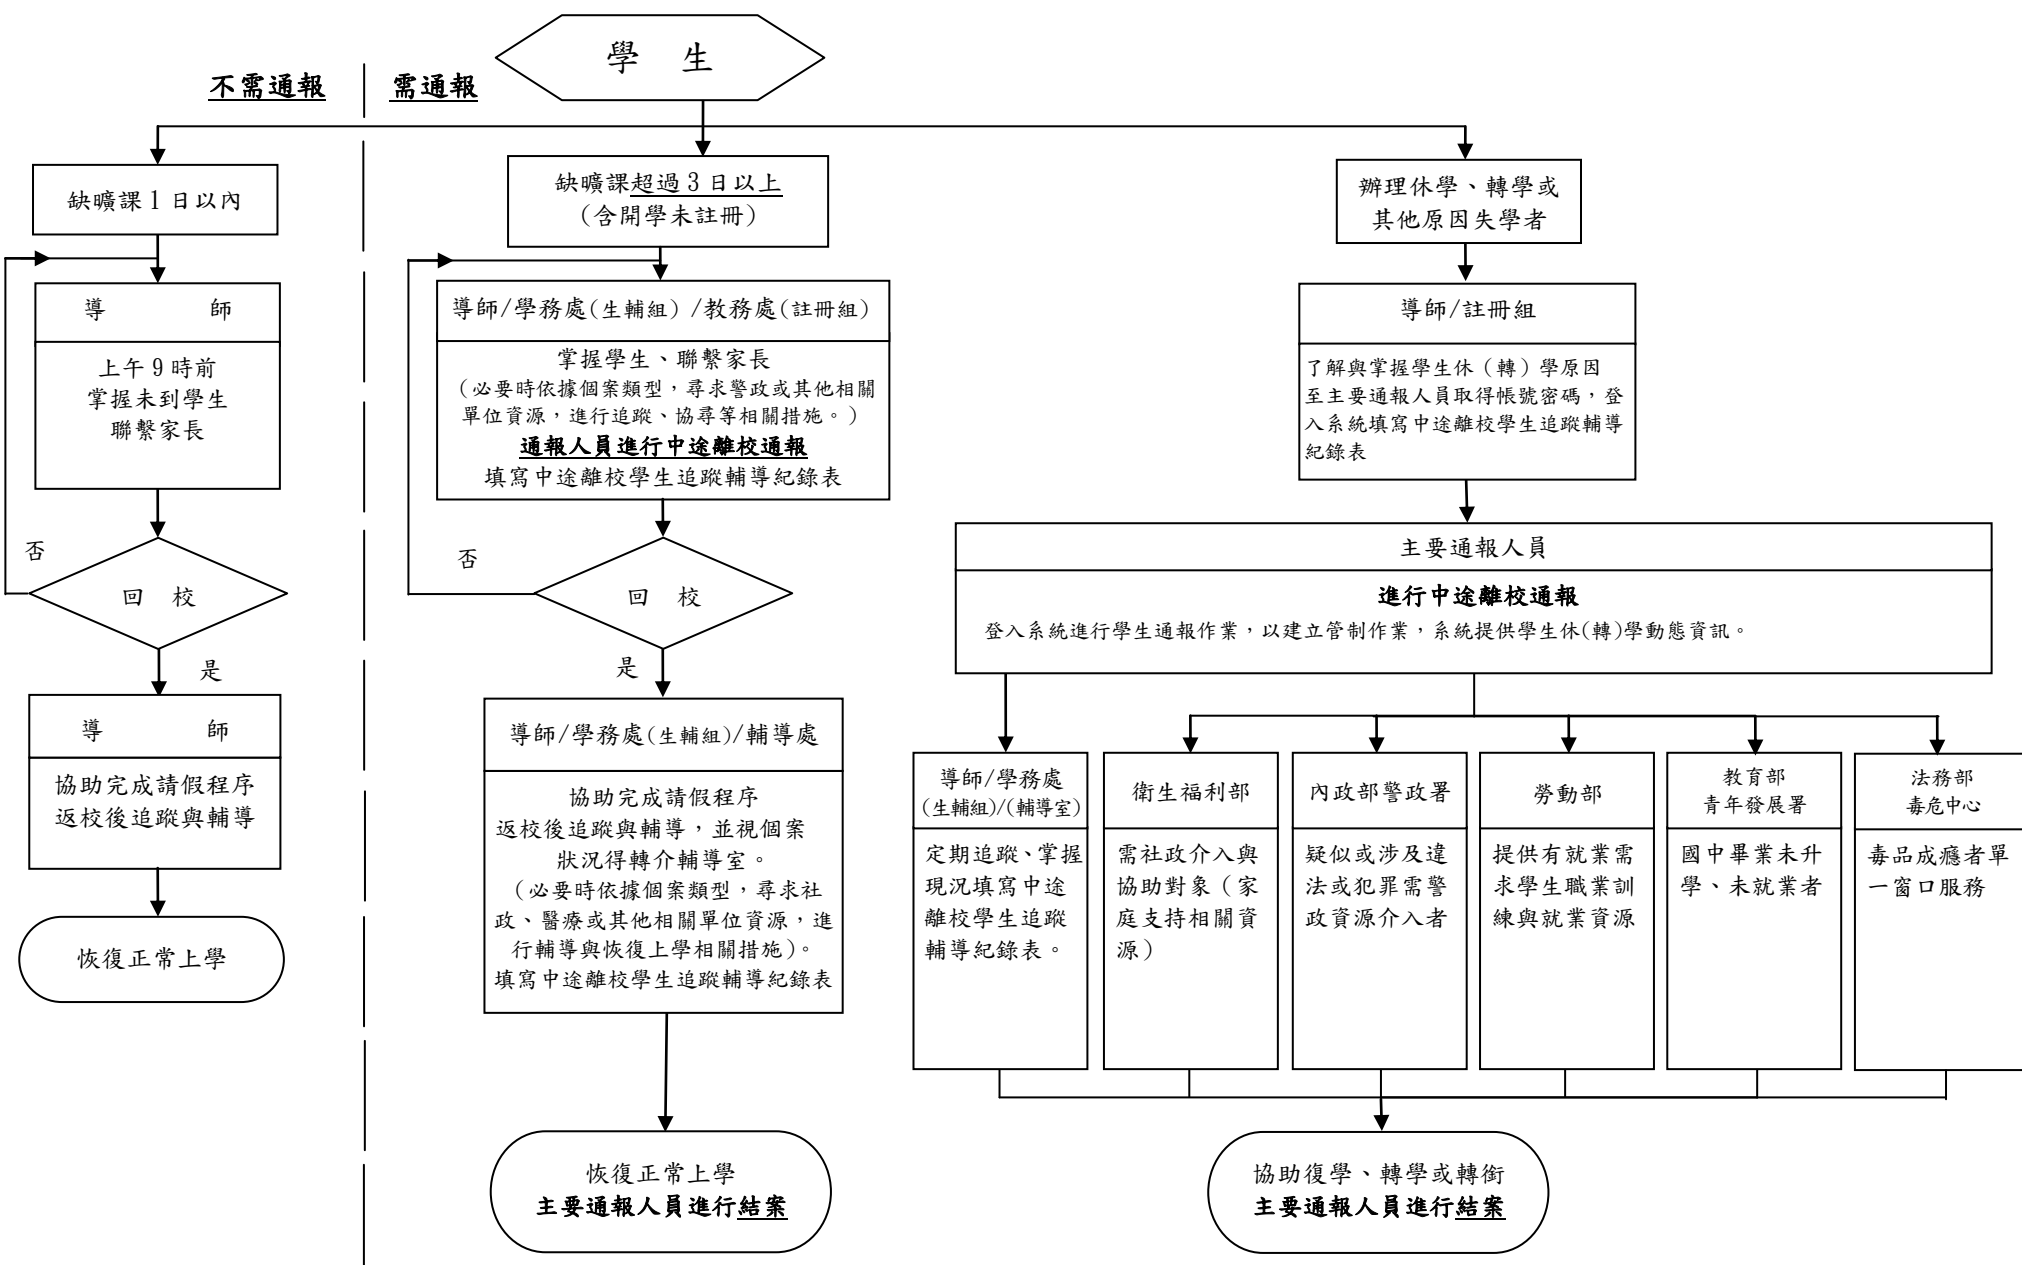 學 生
不需通報
需通報
缺曠課1日以內
導 師
上午9時前
掌握未到學生
聯繫家長
否
回 校
是
導 師
協助完成請假程序
返校後追蹤與輔導
恢復正常上學
缺曠課超過3日以上
(含開學未註冊)
導師/學務處(生輔組)/教務處(註冊組)
掌握學生、聯繫家長
(必要時依據個案類型，尋求警政或其他相關
單位資源，進行追蹤、協尋等相關措施。)
通報人員進行中途離校通報
填寫中途離校學生追蹤輔導紀錄表
否
回 校
是
導師/學務處(生輔組)/輔導處
協助完成請假程序
返校後追蹤與輔導，並視個案
狀況得轉介輔導室。
(必要時依據個案類型，尋求社
政、醫療或其他相關單位資源，進
行輔導與恢復上學相關措施)。
填寫中途離校學生追蹤輔導紀錄表
恢復正常上學
主要通報人員進行結案
辦理休學、轉學或
其他原因失學者
導師/註冊組
了解與掌握學生休（轉）學原因
至主要通報人員取得帳號密碼，登
入系統填寫中途離校學生追蹤輔導
紀錄表
主要通報人員
進行中途離校通報
登入系統進行學生通報作業，以建立管制作業，系統提供學生休(轉)學動態資訊。
導師/學務處
(生輔組)/(輔導室)
定期追蹤、掌握
現況填寫中途
離校學生追蹤
輔導紀錄表。
衛生福利部
需社政介入與
協助對象（家
庭支持相關資
源）
內政部警政署
疑似或涉及違
法或犯罪需警
政資源介入者
勞動部
提供有就業需
求學生職業訓
練與就業資源
教育部
青年發展署
國中畢業未升
學、未就業者
法務部
毒危中心
毒品成癮者單
一窗口服務
協助復學、轉學或轉銜
主要通報人員進行結案